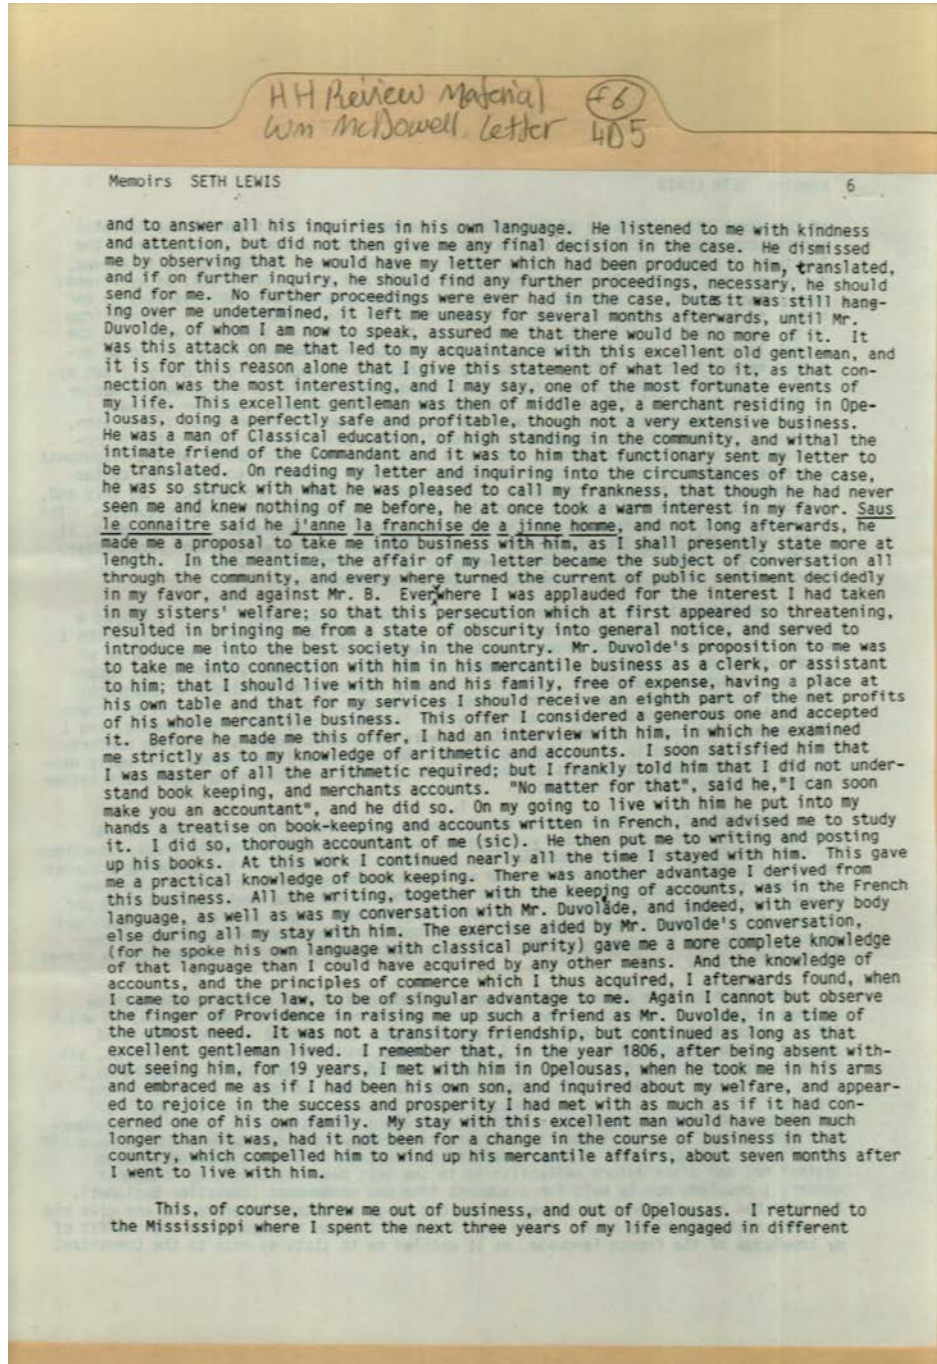 HH Review Material f6
Wm McDowell Letter 4D5
Memoirs SETH LEWIS 6
and to answer all his inquiries in his own language. He listened to me with kindness
and attention, but did not then give me any final decision in the case. He dismissed
me by observing that he would have my letter which had been produced to him, translated,
and if on further inquiry, he should find any further proceedings, necessary, he should
send for me. No further proceedings were ever had in the case, but as it was still hang-
ing over me undetermined, it left me uneasy for several months afterwards, until Mr.
Duvolde, of whom I am now to speak, assured me that there would be no more of it. It
was this attack on me that led to my acquaintance with this excellent old gentleman, and
it is for this reason alone that I give this statement of what led to it, as that con-
nection was the most interesting, and I may say, one of the most fortunate events of
my life. This excellent gentleman was then of middle age, a merchant residing in Ope-
lousas, doing a perfectly safe and profitable, though not a very extensive business.
He was a man of Classical education, of high standing in the community, and withal the
intimate friend of the Commandant and it was to him that functionary sent my letter to
be translated. On reading my letter and inquiring into the circumstances of the case,
he was so struck with what he was pleased to call my frankness, that though he had never
seen me and knew nothing of me before, he at once took a warm interest in my favor. Saus
le connaitre said he j'anne la franchise de a jinne homme, and not long afterwards, he
made me a proposal to take me into business with him, as I shall presently state more at
length. In the meantime, the affair of my letter became the subject of conversation all
through the community, and every where turned the current of public sentiment decidedly
in my favor, and against Mr. B. Everywhere I was applauded for the interest I had taken
in my sisters' welfare; so that this persecution which at first appeared so threatening,
resulted in bringing me from a state of obscurity into general notice, and served to
introduce me into the best society in the country. Mr. Duvolde's proposition to me was
to take me into connection with him in his mercantile business as a clerk, or assistant
to him; that I should live with him and his family, free of expense, having a place at
his own table and that for my services I should receive an eighth part of the net profits
of his whole mercantile business. This offer I considered a generous one and accepted
it. Before he made me this offer, I had an interview with him, in which he examined
me strictly as to my knowledge of arithmetic and accounts. I soon satisfied him that
I was master of all the arithmetic required; but I frankly told him that I did not under-
stand book keeping, and merchants accounts. "No matter for that", said he,"I can soon
make you an accountant", and he did so. On my going to live with him he put into my
hands a treatise on book-keeping and accounts written in French, and advised me to study
it. I did so, thorough accountant of me (sic). He then put me to writing and posting
up his books. At this work I continued nearly all the time I stayed with him. This gave
me a practical knowledge of book keeping. There was another advantage I derived from
this business. All the writing, together with the keeping of accounts, was in the French
language, as well as was my conversation with Mr. Duvolade, and indeed, with every body
else during all my stay with him. The exercise aided by Mr. Duvolde's conversation,
(for he spoke his own language with classical purity) gave me a more complete knowledge
of that language than I could have acquired by any other means. And the knowledge of
accounts, and the principles of commerce which I thus acquired, I afterwards found, when
I came to practice law, to be of singular advantage to me. Again I cannot but observe
the finger of Providence in raising me up such a friend as Mr. Duvolde, in a time of
the utmost need. It was not a transitory friendship, but continued as long as that
excellent gentleman lived. I remember that, in the year 1806, after being absent with-
out seeing him, for 19 years, I met with him in Opelousas, when he took me in his arms
and embraced me as if I had been his own son, and inquired about my welfare, and appear-
ed to rejoice in the success and prosperity I had met with as much as if it had con-
cerned one of his own family. My stay with this excellent man would have been much
longer than it was, had it not been for a change in the course of business in that
country, which compelled him to wind up his mercantile affairs, about seven months after
I went to live with him.
This, of course, threw me out of business, and out of Opelousas. I returned to
the Mississippi where I spent the next three years of my life engaged in different